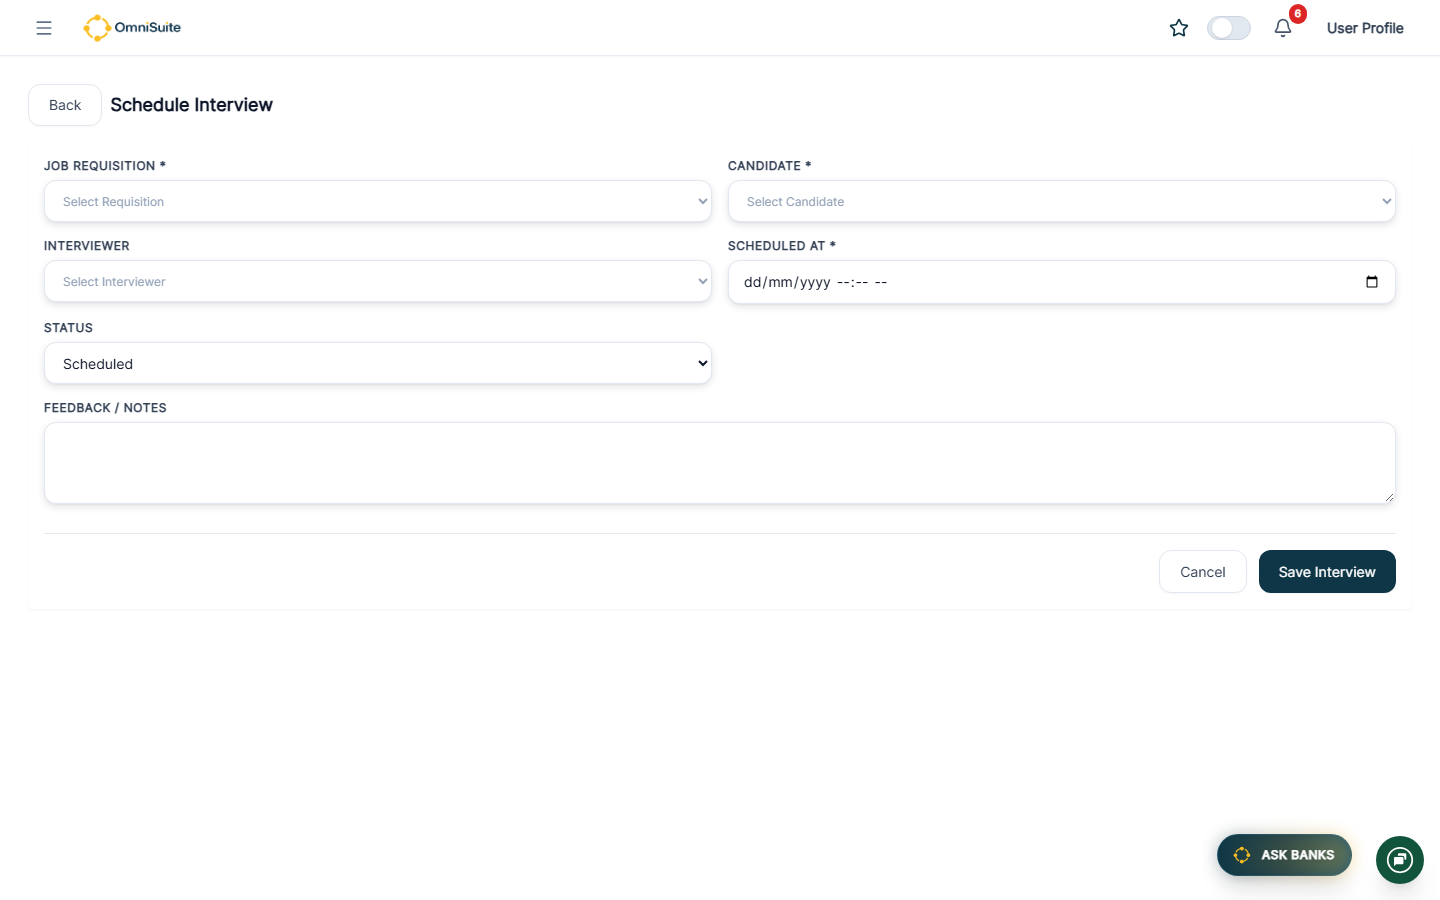 OmniSuite
6
User Profile
Back
Schedule Interview
JOB REQUISITION *
CANDIDATE *
Select Requisition
Select Candidate
INTERVIEWER
SCHEDULED AT *
Select Interviewer
dd/mm/yyyy --:-- --
STATUS
Scheduled
FEEDBACK / NOTES
Cancel
Save Interview
ASK BANKS